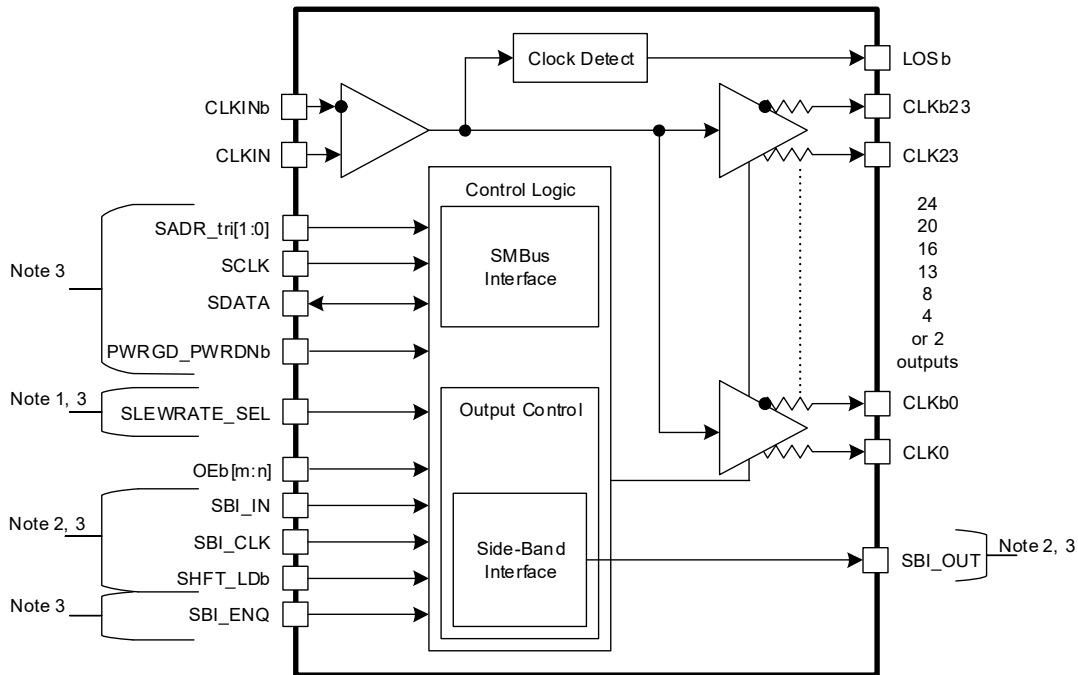 Clock Detect
LOSb
CLKINb
CLKIN
CLKb23
CLK23
Control Logic
SMBus
Interface
Note 3
SADR_tri[1:0]
SCLK
SDATA
PWRGD_PWRDNb
24
20
16
13
8
4
or 2
outputs
Note 1, 3
SLEWRATE_SEL
Output Control
CLKb0
CLK0
OEb[m:n]
Note 2, 3
SBI_IN
SBI_CLK
SHFT_LDb
Side-Band
Interface
SBI_OUT
Note 2, 3
Note 3
SBI_ENQ